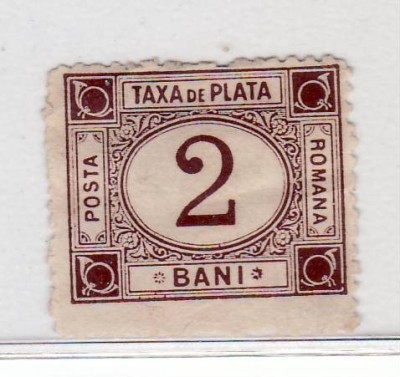 TAXA DE PLATA
POSTA
2
ROMANA
* BANI *